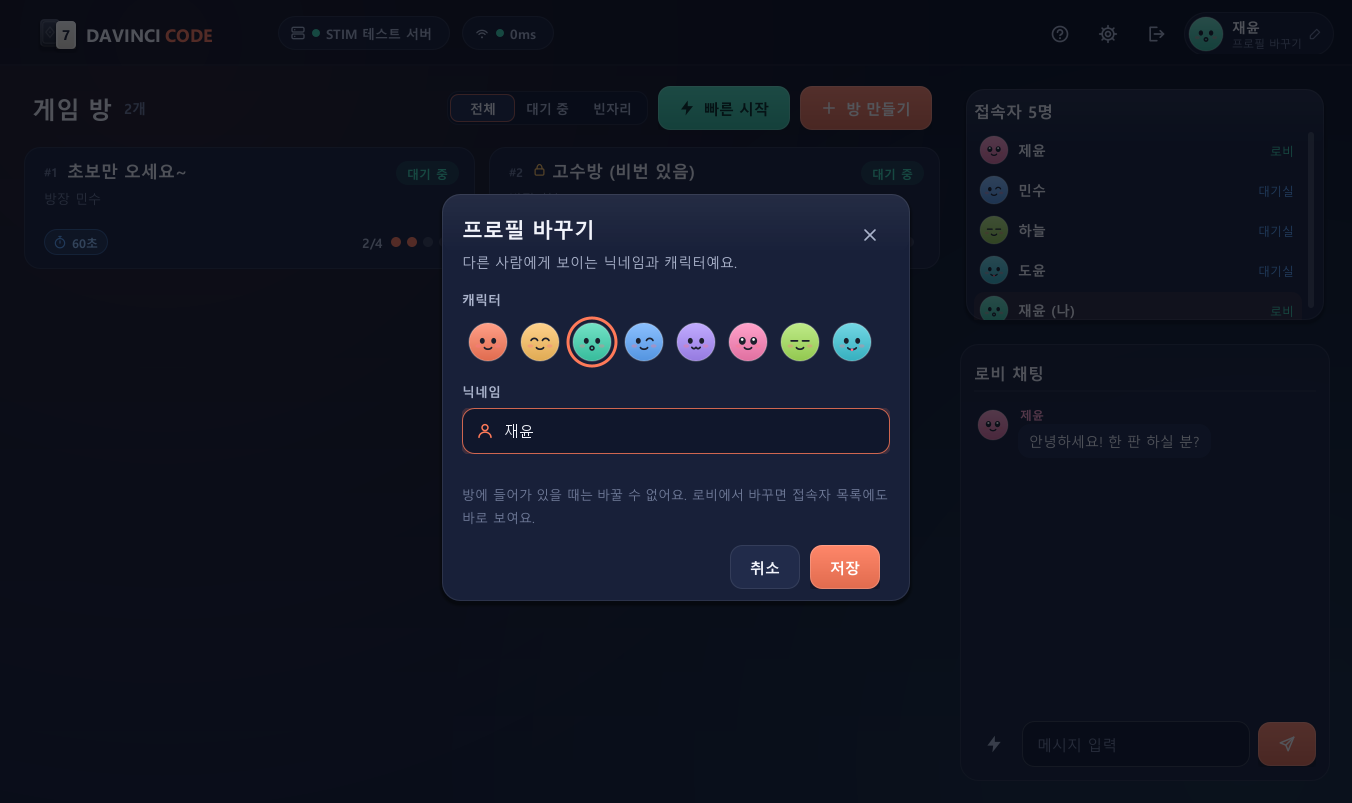 7 DAVINCI CODE
STIM 테스트 서버
0ms
재윤
프로필 바꾸기
게임 방 2개
전체 대기 중 빈자리
빠른 시작
방 만들기
접속자 5명
제윤 로비
민수 대기실
하늘 대기실
도윤 대기실
재윤 (나) 로비
#1 초보만 오세요~ 대기 중
방장 민수
60초 2/4
#2 고수방 (비번 있음) 대기 중
프로필 바꾸기
다른 사람에게 보이는 닉네임과 캐릭터예요.
캐릭터
닉네임
재윤
방에 들어가 있을 때는 바꿀 수 없어요. 로비에서 바꾸면 접속자 목록에도
바로 보여요.
취소 저장
로비 채팅
제윤
안녕하세요! 한 판 하실 분?
메시지 입력